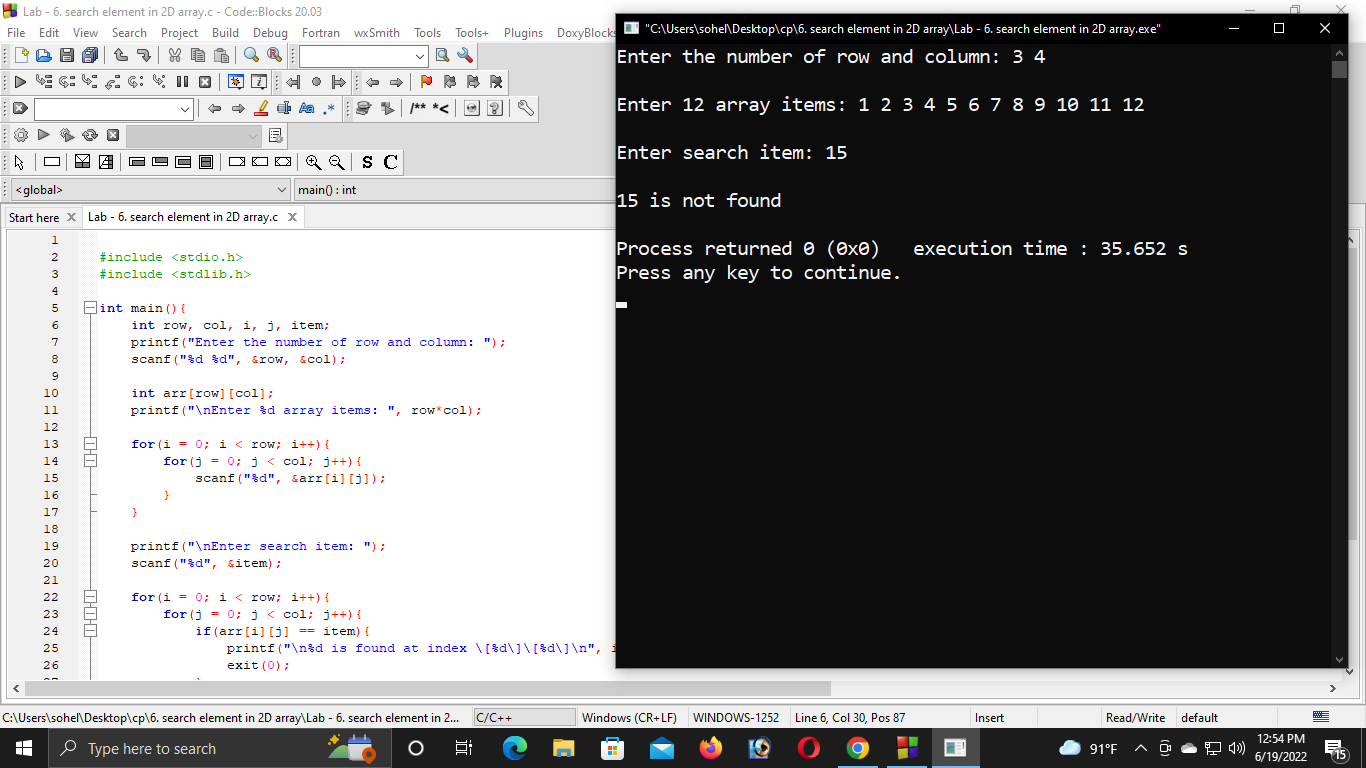 Lab - 6. search element in 2D array.c - Code::Blocks 20.03
File Edit View Search Project Build Debug Fortran wxSmith Tools Tools+ Plugins DoxyBlocks
/** *<
S C
<global> main() : int
Start here Lab - 6. search element in 2D array.c
1
2 #include <stdio.h>
3 #include <stdlib.h>
4
5 int main(){
6 int row, col, i, j, item;
7 printf("Enter the number of row and column: ");
8 scanf("%d %d", &row, &col);
9
10 int arr[row][col];
11 printf("\nEnter %d array items: ", row*col);
12
13 for(i = 0; i < row; i++){
14 for(j = 0; j < col; j++){
15 scanf("%d", &arr[i][j]);
16 }
17 }
18
19 printf("\nEnter search item: ");
20 scanf("%d", &item);
21
22 for(i = 0; i < row; i++){
23 for(j = 0; j < col; j++){
24 if(arr[i][j] == item){
25 printf("\n%d is found at index \[%d\]\[%d\]\n", i
26 exit(0);
"C:\Users\sohel\Desktop\cp\6. search element in 2D array\Lab - 6. search element in 2D array.exe"
Enter the number of row and column: 3 4
Enter 12 array items: 1 2 3 4 5 6 7 8 9 10 11 12
Enter search item: 15
15 is not found
Process returned 0 (0x0) execution time : 35.652 s
Press any key to continue.
C:\Users\sohel\Desktop\cp\6. search element in 2D array\Lab - 6. search element in 2... C/C++ Windows (CR+LF) WINDOWS-1252 Line 6, Col 30, Pos 87 Insert Read/Write default
Type here to search 91°F 12:54 PM
6/19/2022 15